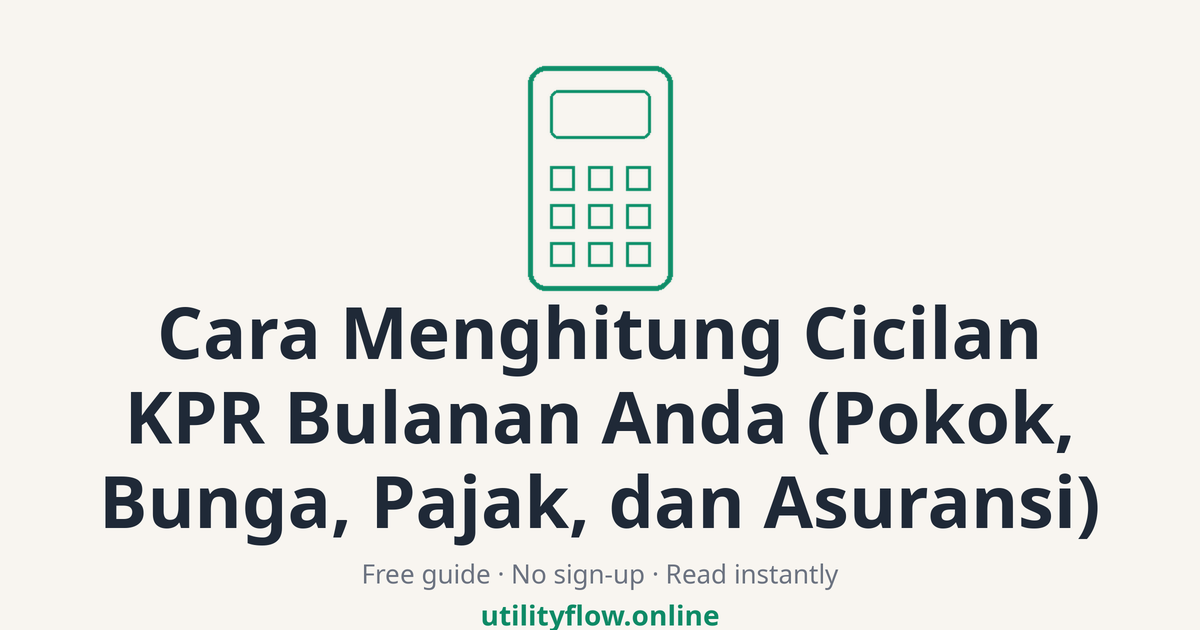 Cara Menghitung Cicilan
KPR Bulanan Anda (Pokok,
Bunga, Pajak, dan Asuransi)
Free guide · No sign-up · Read instantly
utilityflow.online